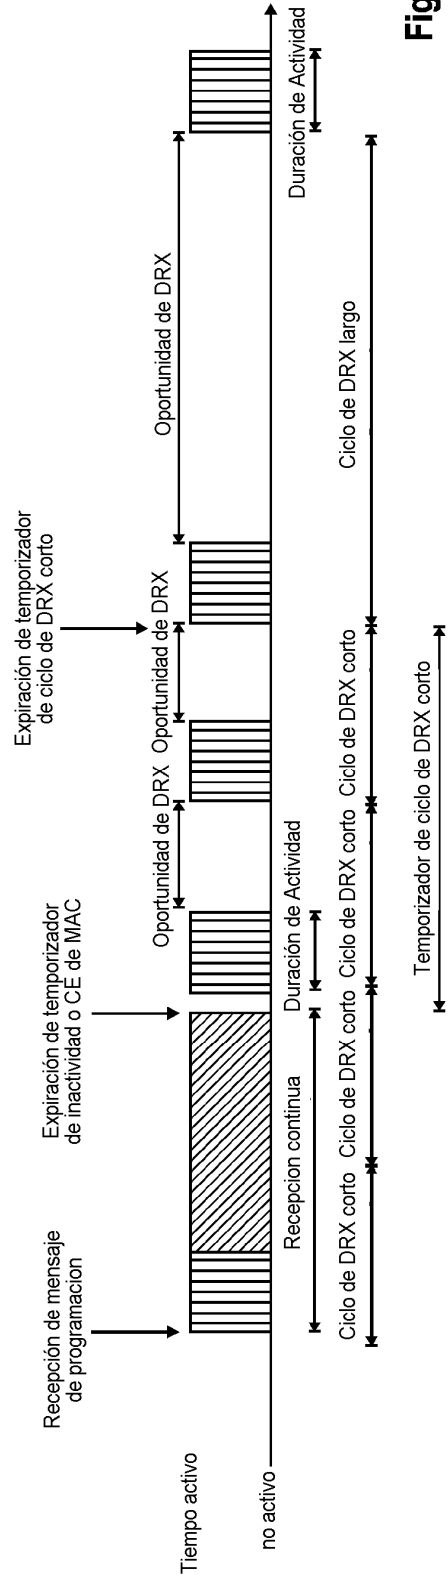 Recepción de mensaje
de programacion
Expiración de temporizador
de inactividad o CE de MAC
Expiración de temporizador
de ciclo de DRX corto
Tiempo activo
Oportunidad de DRX
Oportunidad de DRX
Oportunidad de DRX
no activo
Recepcion continua
Duración de Actividad
Duración de Actividad
Ciclo de DRX corto
Ciclo de DRX corto
Ciclo de DRX corto
Ciclo de DRX corto
Ciclo de DRX largo
Temporizador de ciclo de DRX corto
Fig